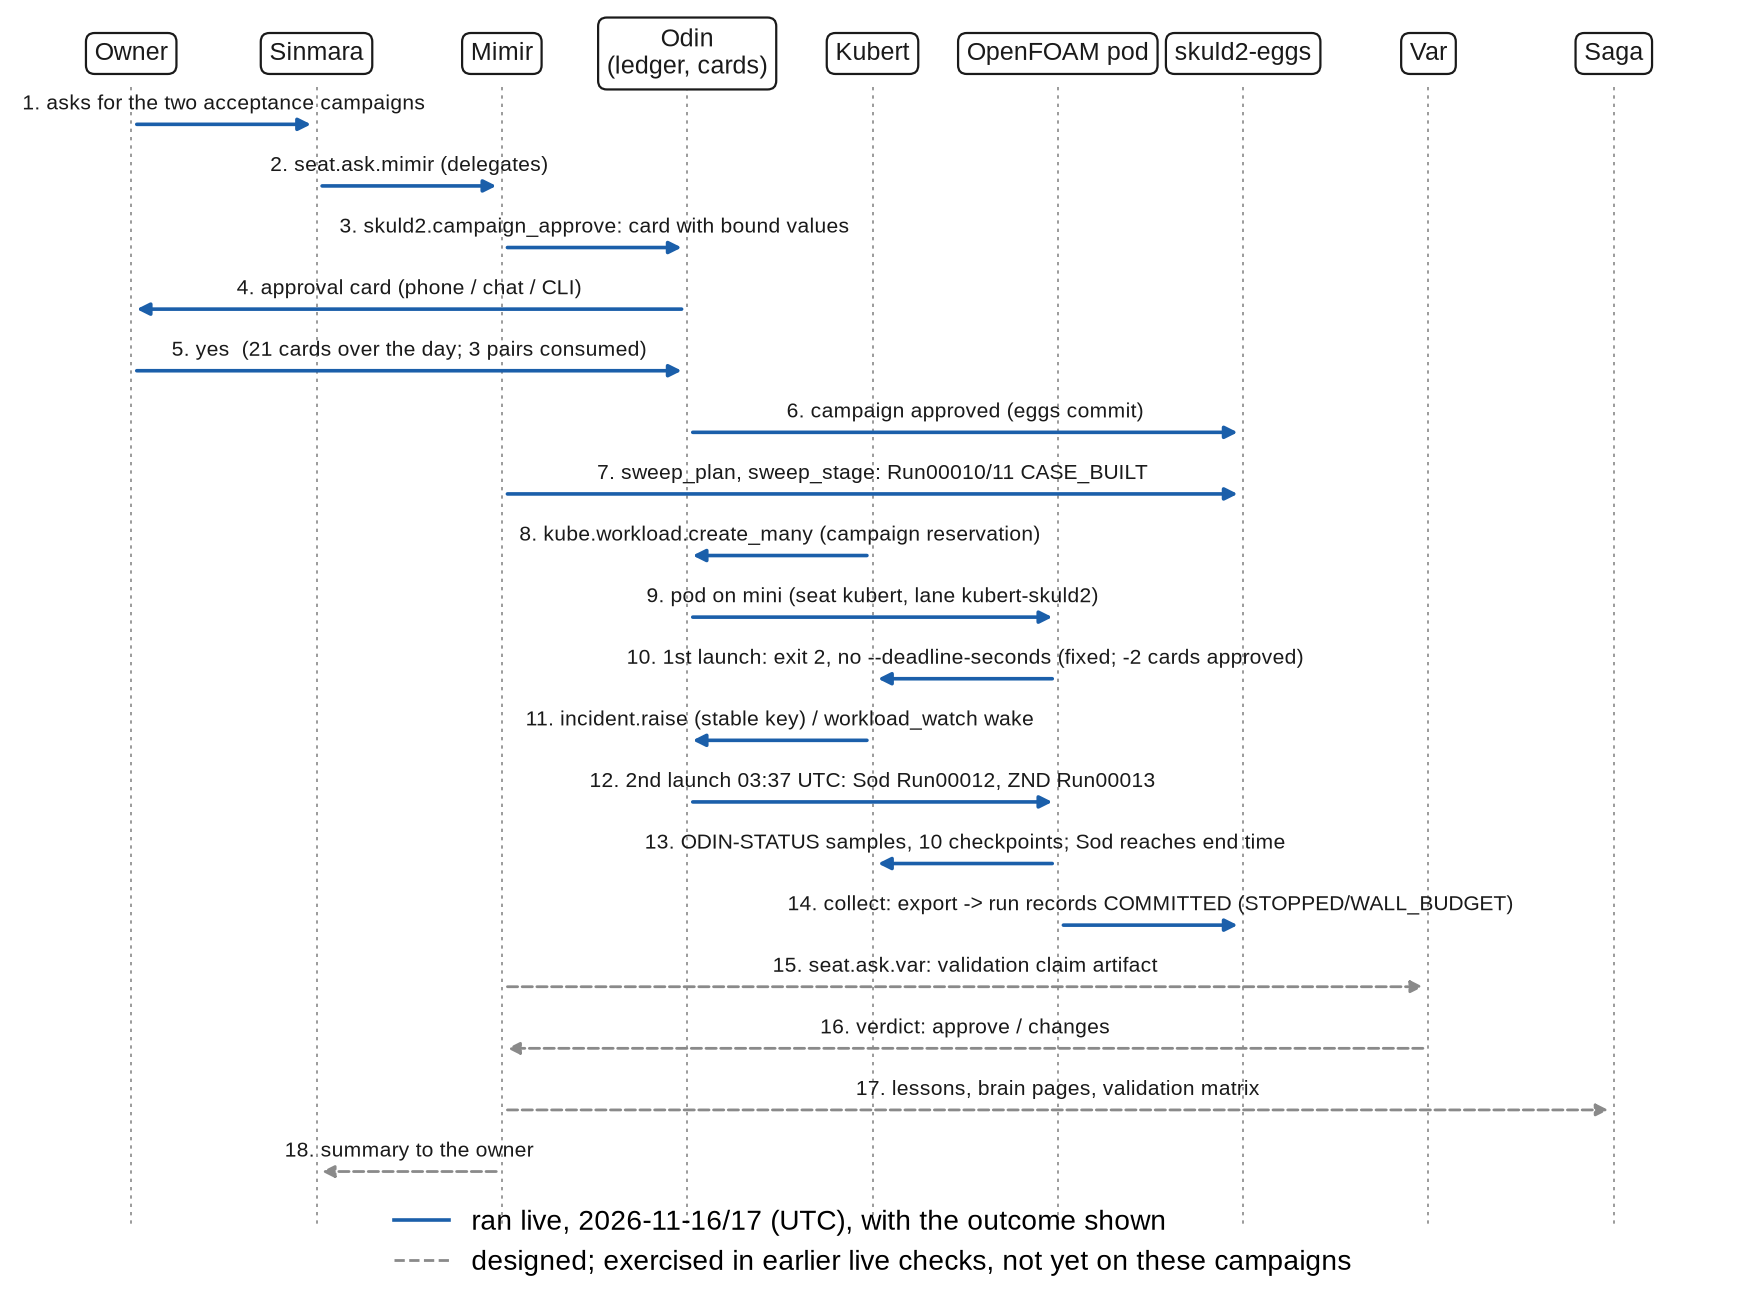 Owner
Sinmara
Mimir
Odin
(ledger, cards)
Kubert
OpenFOAM pod
skuld2-eggs
Var
Saga
1. asks for the two acceptance campaigns
2. seat.ask.mimir (delegates)
3. skuld2.campaign_approve: card with bound values
4. approval card (phone / chat / CLI)
5. yes  (21 cards over the day; 3 pairs consumed)
6. campaign approved (eggs commit)
7. sweep_plan, sweep_stage: Run00010/11 CASE_BUILT
8. kube.workload.create_many (campaign reservation)
9. pod on mini (seat kubert, lane kubert-skuld2)
10. 1st launch: exit 2, no --deadline-seconds (fixed; -2 cards approved)
11. incident.raise (stable key) / workload_watch wake
12. 2nd launch 03:37 UTC: Sod Run00012, ZND Run00013
13. ODIN-STATUS samples, 10 checkpoints; Sod reaches end time
14. collect: export -> run records COMMITTED (STOPPED/WALL_BUDGET)
15. seat.ask.var: validation claim artifact
16. verdict: approve / changes
17. lessons, brain pages, validation matrix
18. summary to the owner
ran live, 2026-11-16/17 (UTC), with the outcome shown
designed; exercised in earlier live checks, not yet on these campaigns